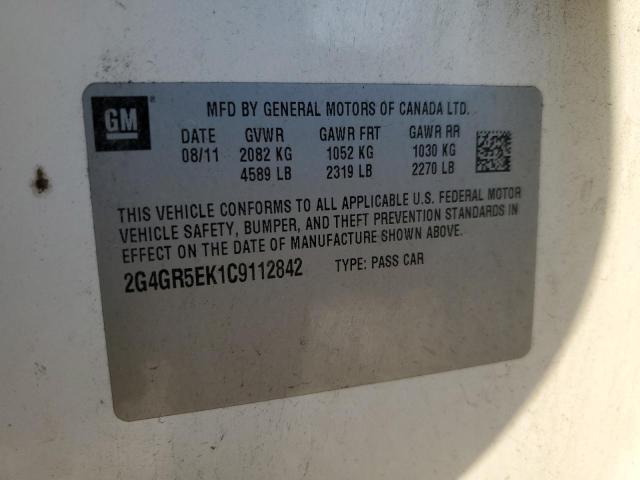 GM
MFD BY GENERAL MOTORS OF CANADA LTD.
DATE GVWR GAWR FRT GAWR RR
08/11 2082 KG 1052 KG 1030 KG
4589 LB 2319 LB 2270 LB
THIS VEHICLE CONFORMS TO ALL APPLICABLE U.S. FEDERAL MOTOR
VEHICLE SAFETY, BUMPER, AND THEFT PREVENTION STANDARDS IN
EFFECT ON THE DATE OF MANUFACTURE SHOWN ABOVE.
2G4GR5EK1C9112842 TYPE: PASS CAR